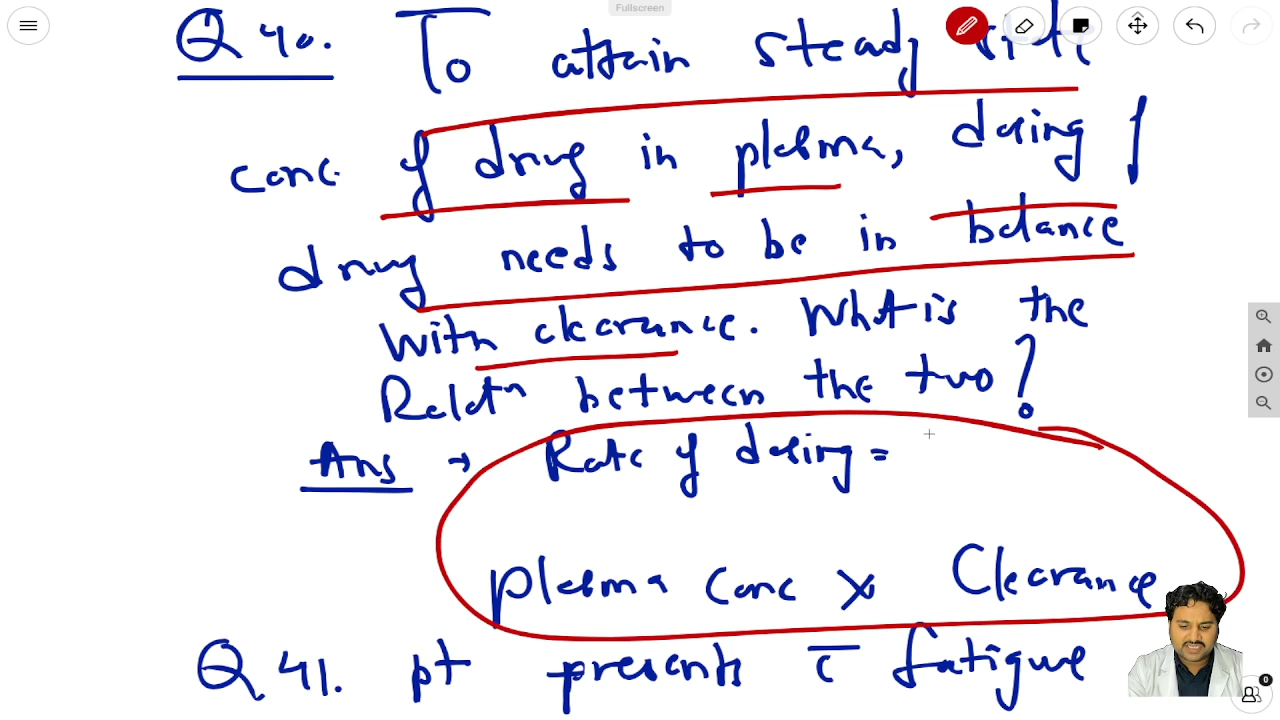 Fullscreen
Q 40. To attain steady state
conc. of drug in plasma, dosing of
drug needs to be in balance
with clearance. What is the
Relatn between the two?
Ans → Rate of dosing =
plasma conc x Clearance
Q 41. pt presents c̅ fatigue
0